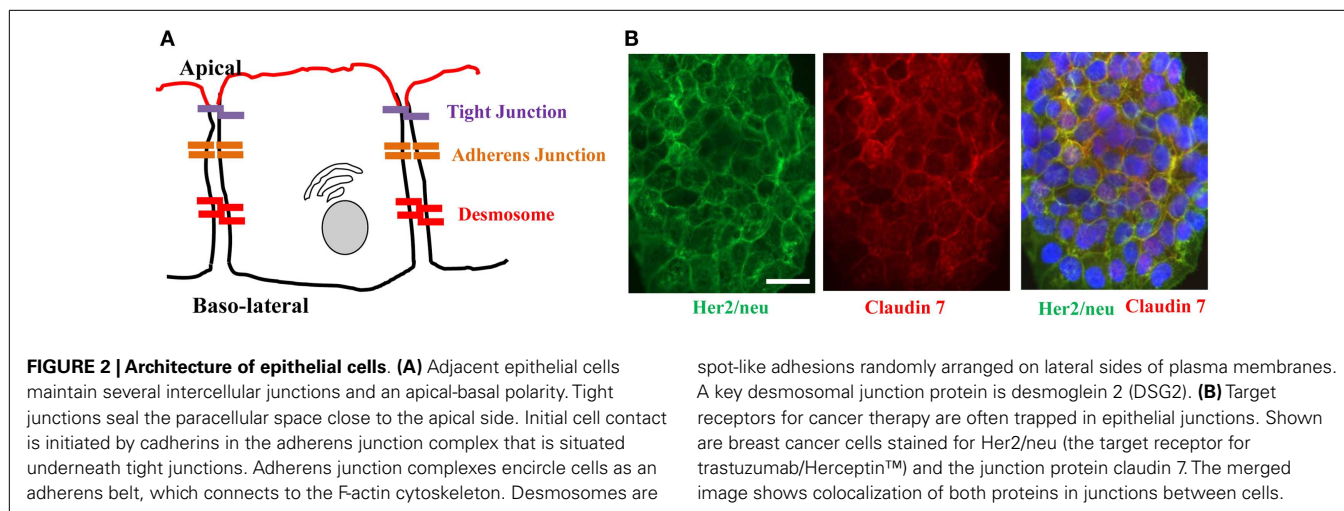 A
Apical
Tight Junction
Adherens Junction
Desmosome
Baso-lateral
B
Her2/neu
Claudin 7
Her2/neu Claudin 7
FIGURE 2 | Architecture of epithelial cells. (A) Adjacent epithelial cells
maintain several intercellular junctions and an apical-basal polarity. Tight
junctions seal the paracellular space close to the apical side. Initial cell contact
is initiated by cadherins in the adherens junction complex that is situated
underneath tight junctions. Adherens junction complexes encircle cells as an
adherens belt, which connects to the F-actin cytoskeleton. Desmosomes are
spot-like adhesions randomly arranged on lateral sides of plasma membranes.
A key desmosomal junction protein is desmoglein 2 (DSG2). (B) Target
receptors for cancer therapy are often trapped in epithelial junctions. Shown
are breast cancer cells stained for Her2/neu (the target receptor for
trastuzumab/Herceptin™) and the junction protein claudin 7. The merged
image shows colocalization of both proteins in junctions between cells.